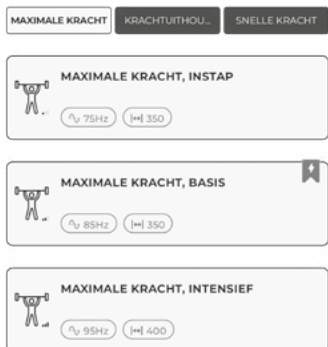 MAXIMALE KRACHT KRACHTUITHOU... SNELLE KRACHT
MAXIMALE KRACHT, INSTAP
75Hz 350
MAXIMALE KRACHT, BASIS
85Hz 350
MAXIMALE KRACHT, INTENSIEF
95Hz 400